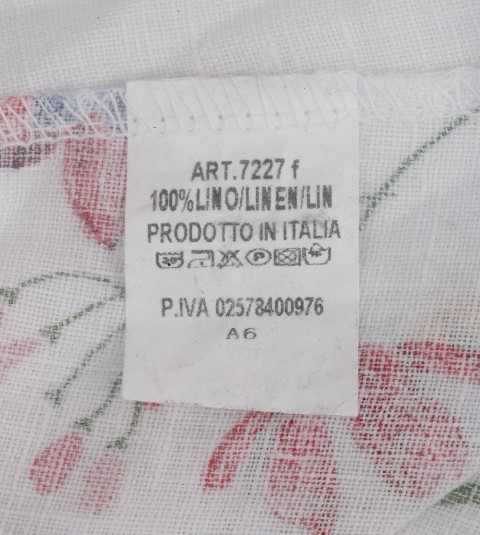 ART.7227 f
100%LINO/LINEN/LIN
PRODOTTO IN ITALIA
P
P.IVA 02578400976
A6